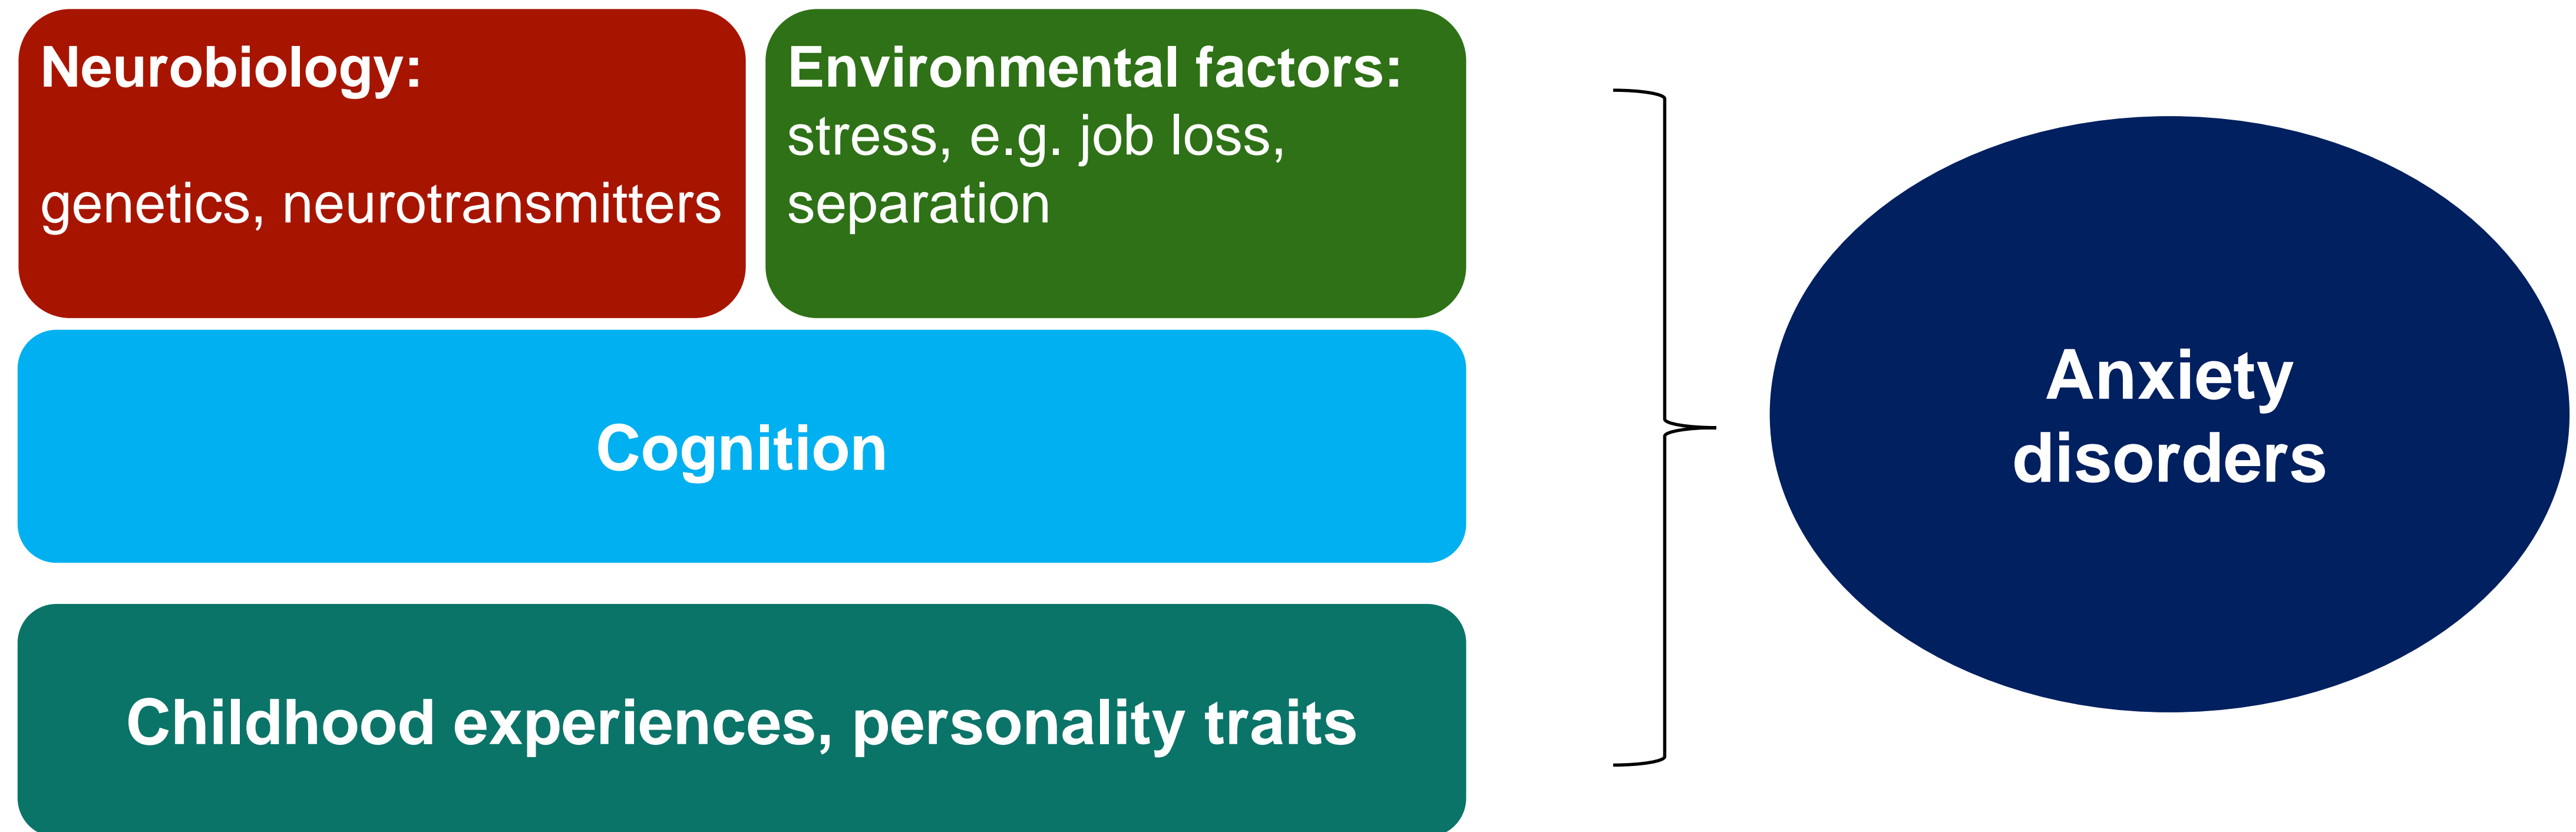 Neurobiology:
genetics, neurotransmitters
Environmental factors:
stress, e.g. job loss,
separation
Cognition
Childhood experiences, personality traits
Anxiety
disorders